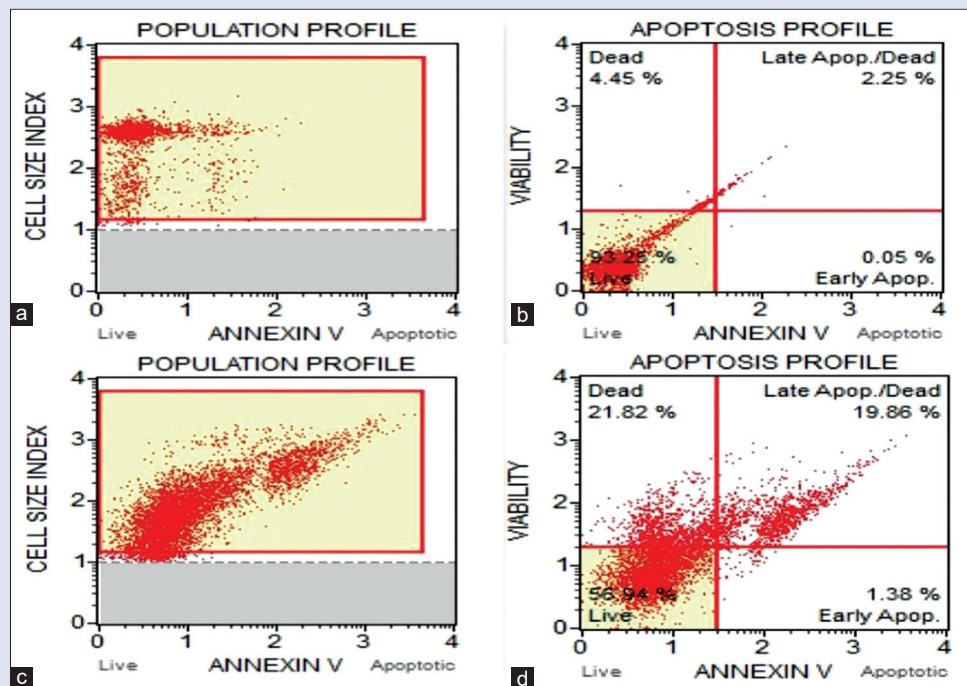 POPULATION PROFILE
CELL SIZE INDEX
4
3
2
1
0
0 1 2 3 4
Live ANNEXIN V Apoptotic
a
APOPTOSIS PROFILE
VIABILITY
4
3
2
1
0
Dead Late Apop./Dead
4.45 % 2.25 %
93.25 % 0.05 %
Live Early Apop.
0 1 2 3 4
Live ANNEXIN V Apoptotic
b
POPULATION PROFILE
CELL SIZE INDEX
4
3
2
1
0
0 1 2 3 4
Live ANNEXIN V Apoptotic
c
APOPTOSIS PROFILE
VIABILITY
4
3
2
1
0
Dead Late Apop./Dead
21.82 % 19.86 %
56.94 % 1.38 %
Live Early Apop.
0 1 2 3 4
Live ANNEXIN V Apoptotic
d